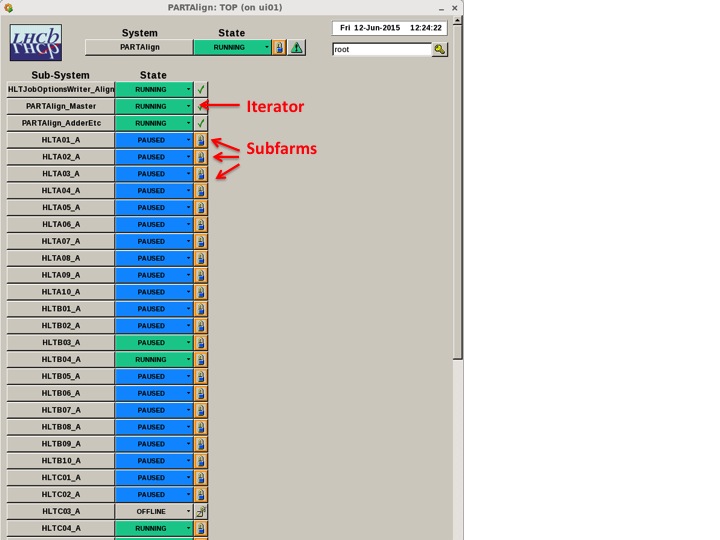 PARTAlign: TOP (on ui01)
LHCb
ГНСР
System State
PARTAlign RUNNING
Fri 12-Jun-2015 12:24:22
root
Sub-System State
HLTJobOptionsWriter_Align RUNNING
PARTAlign_Master RUNNING
Iterator
PARTAlign_AdderEtc RUNNING
HLTA01_A PAUSED
Subfarms
HLTA02_A PAUSED
HLTA03_A PAUSED
HLTA04_A PAUSED
HLTA05_A PAUSED
HLTA06_A PAUSED
HLTA07_A PAUSED
HLTA08_A PAUSED
HLTA09_A PAUSED
HLTA10_A PAUSED
HLTB01_A PAUSED
HLTB02_A PAUSED
HLTB03_A PAUSED
HLTB04_A RUNNING
HLTB05_A PAUSED
HLTB06_A PAUSED
HLTB07_A PAUSED
HLTB08_A PAUSED
HLTB09_A PAUSED
HLTB10_A PAUSED
HLTC01_A PAUSED
HLTC02_A PAUSED
HLTC03_A OFFLINE
HLTC04_A RUNNING